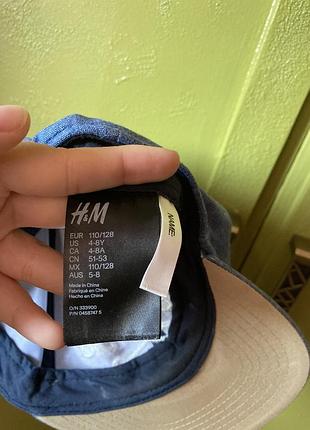 H&M
EUR 110/128
US 4-8Y
CA 4-8A
CN 51-53
MX 110/128
AUS 5-8
Made in China
Fabriqué en Chine
Hecho en China
O/N 333900
P/N 0458747 5
NAME: